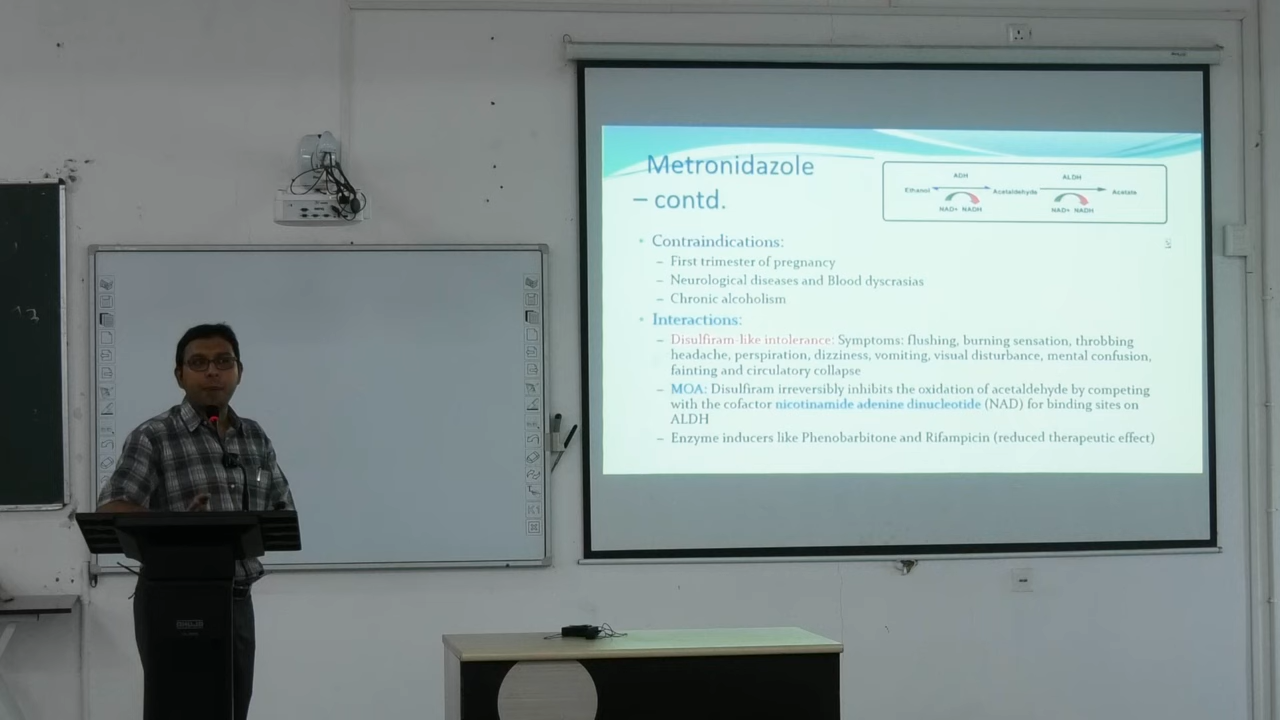 Metronidazole
– contd.
ADH
ALDH
Ethanol
Acetaldehyde
Acetate
NAD+ NADH
NAD+ NADH
• Contraindications:
– First trimester of pregnancy
– Neurological diseases and Blood dyscrasias
– Chronic alcoholism
• Interactions:
– Disulfiram-like intolerance: Symptoms: flushing, burning sensation, throbbing
headache, perspiration, dizziness, vomiting, visual disturbance, mental confusion,
fainting and circulatory collapse
– MOA: Disulfiram irreversibly inhibits the oxidation of acetaldehyde by competing
with the cofactor nicotinamide adenine dinucleotide (NAD) for binding sites on
ALDH
– Enzyme inducers like Phenobarbitone and Rifampicin (reduced therapeutic effect)